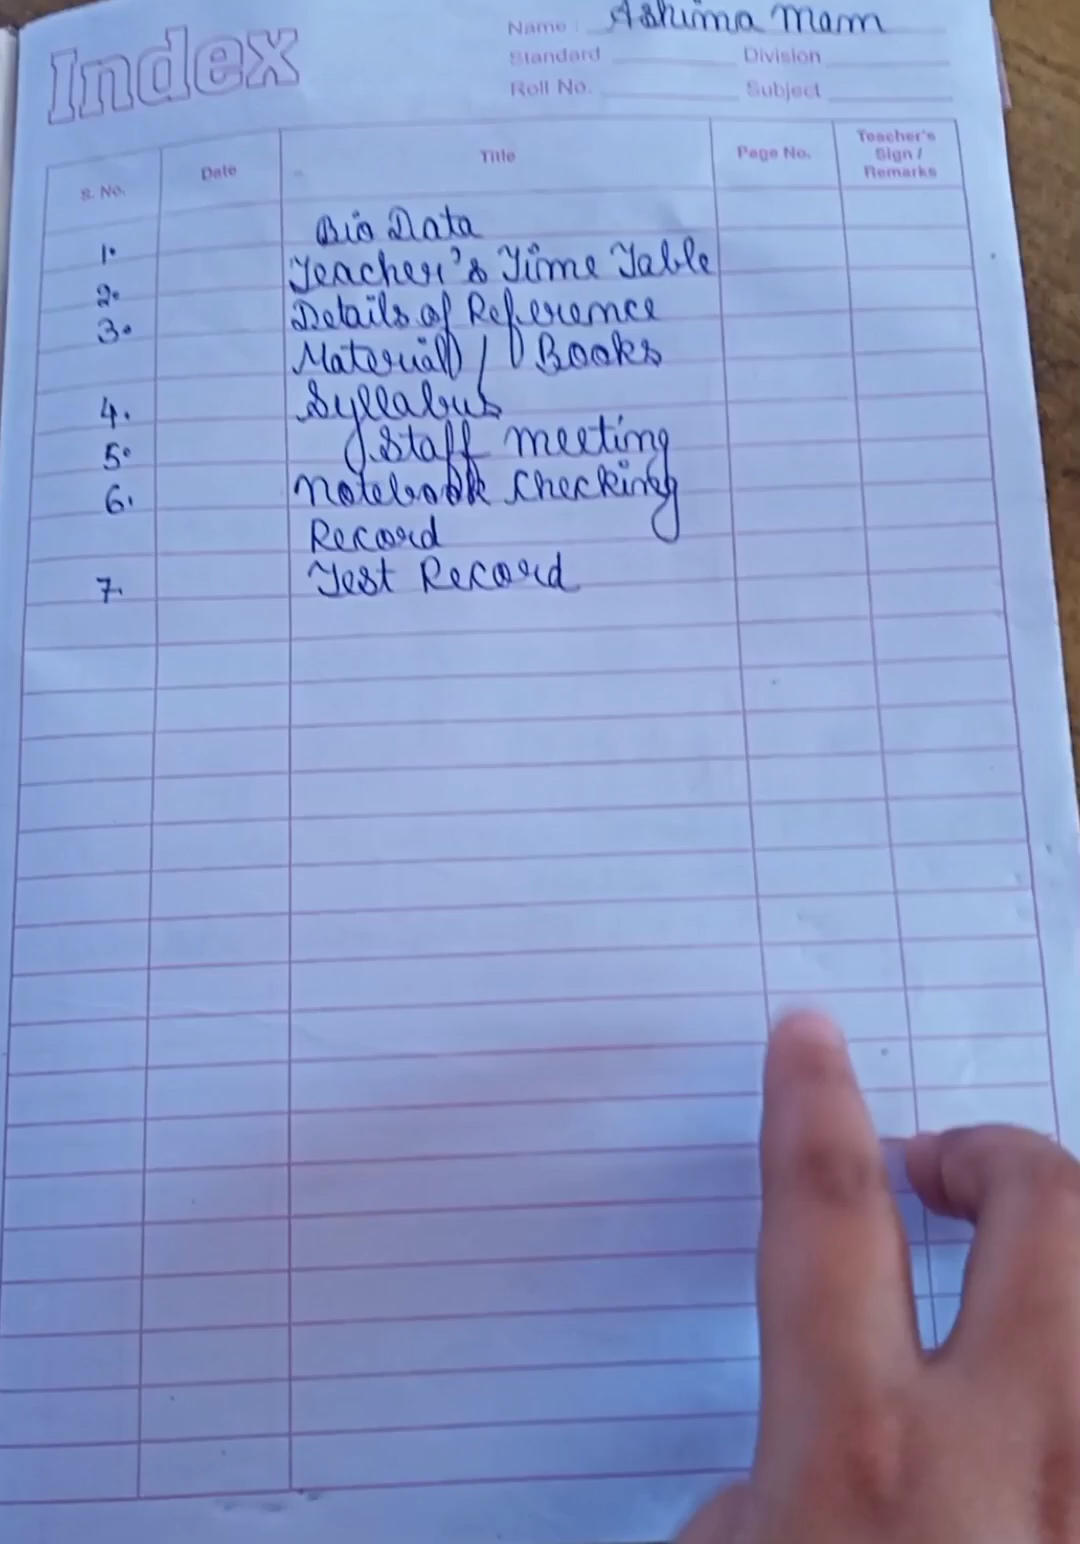 Index
Name : Ashima Mam
Standard Division
Roll No. Subject
S. No. Date Title Page No. Teacher's Sign / Remarks
1. Bio Data
2. Teacher's Time Table
3. Details of Reference
Material / Books
4. Syllabus
5. Staff meeting
6. Notebook Checking
Record
7. Test Record